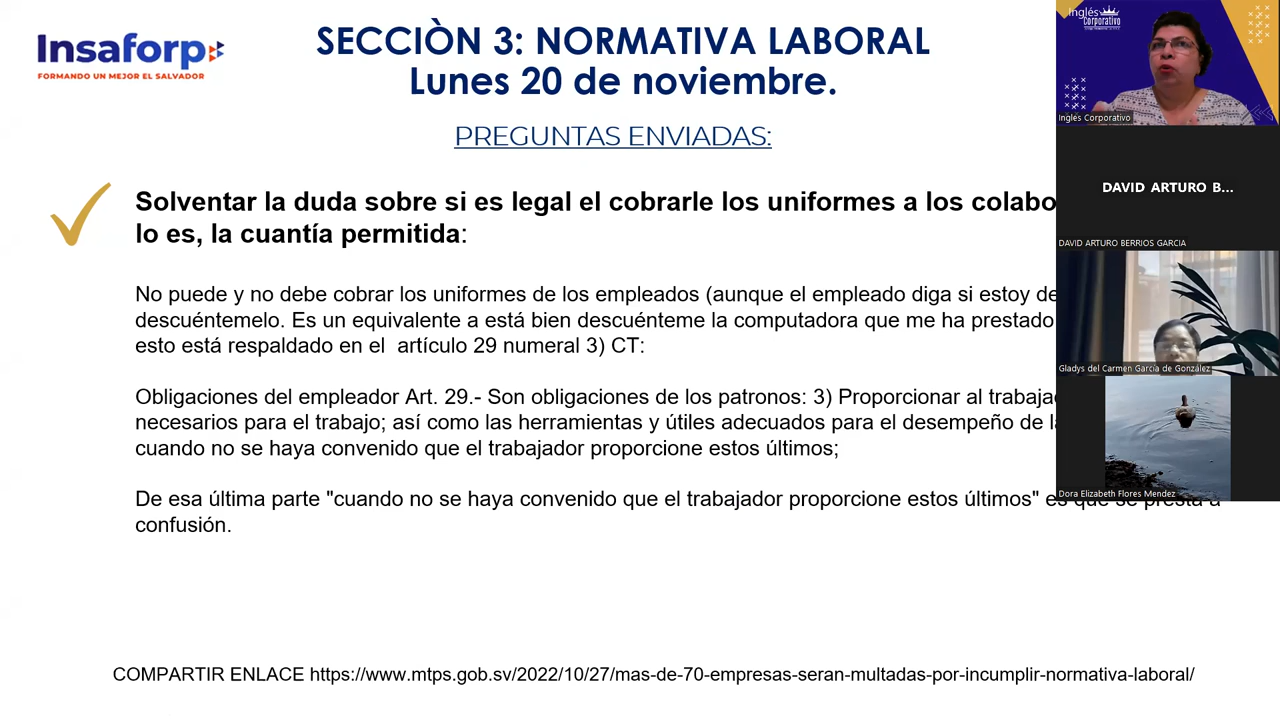 Insaforp
FORMANDO UN MEJOR EL SALVADOR
SECCIÒN 3: NORMATIVA LABORAL
Lunes 20 de noviembre.
PREGUNTAS ENVIADAS:
Solventar la duda sobre si es legal el cobrarle los uniformes a los colabo
lo es, la cuantía permitida:
No puede y no debe cobrar los uniformes de los empleados (aunque el empleado diga si estoy de
descuéntemelo. Es un equivalente a está bien descuénteme la computadora que me ha prestado
esto está respaldado en el artículo 29 numeral 3) CT:
Obligaciones del empleador Art. 29.- Son obligaciones de los patronos: 3) Proporcionar al trabaja
necesarios para el trabajo; así como las herramientas y útiles adecuados para el desempeño de la
cuando no se haya convenido que el trabajador proporcione estos últimos;
De esa última parte "cuando no se haya convenido que el trabajador proporcione estos últimos" es que se presta a
confusión.
COMPARTIR ENLACE https://www.mtps.gob.sv/2022/10/27/mas-de-70-empresas-seran-multadas-por-incumplir-normativa-laboral/
Inglés
Corporativo
Inglés Corporativo
DAVID ARTURO B...
DAVID ARTURO BERRIOS GARCIA
Gladys del Carmen García de González
Dora Elizabeth Flores Mendez